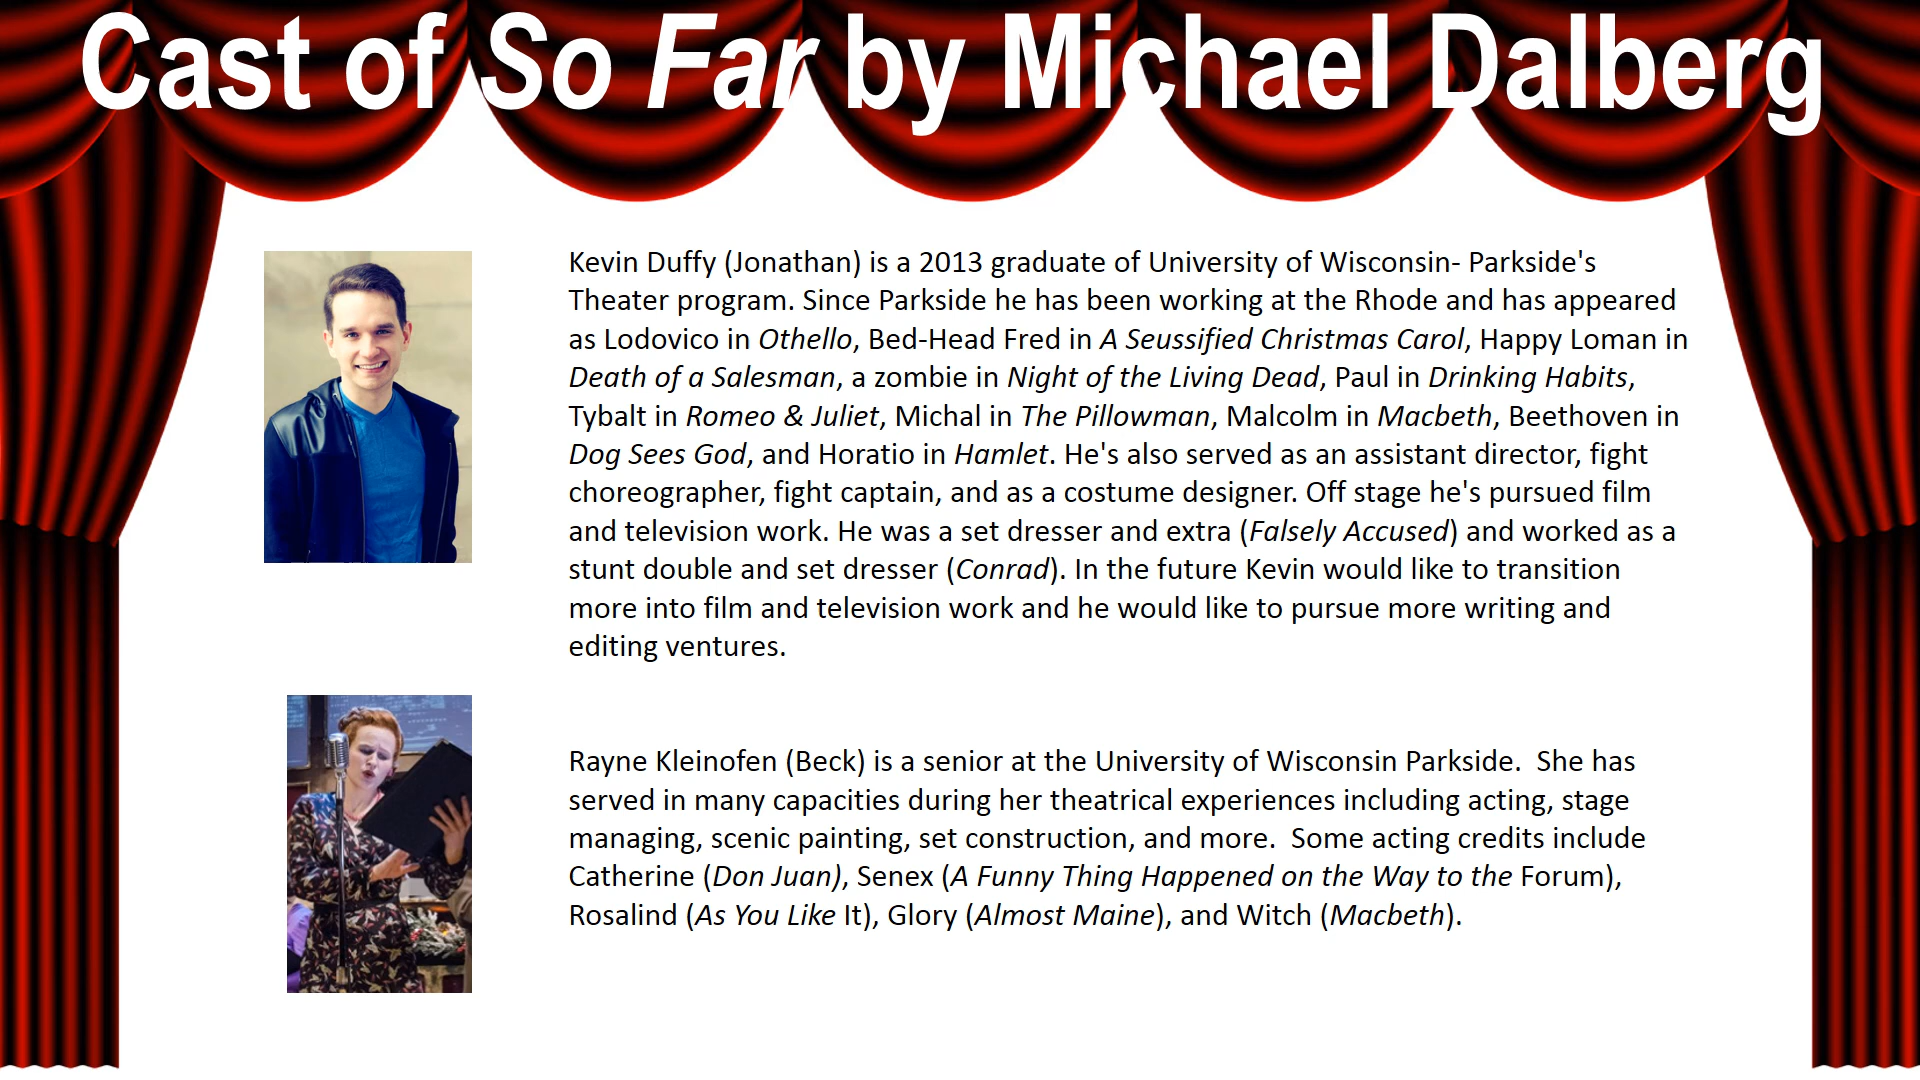 Cast of So Far by Michael Dalberg
Kevin Duffy (Jonathan) is a 2013 graduate of University of Wisconsin- Parkside's
Theater program. Since Parkside he has been working at the Rhode and has appeared
as Lodovico in Othello, Bed-Head Fred in A Seussified Christmas Carol, Happy Loman in
Death of a Salesman, a zombie in Night of the Living Dead, Paul in Drinking Habits,
Tybalt in Romeo & Juliet, Michal in The Pillowman, Malcolm in Macbeth, Beethoven in
Dog Sees God, and Horatio in Hamlet. He's also served as an assistant director, fight
choreographer, fight captain, and as a costume designer. Off stage he's pursued film
and television work. He was a set dresser and extra (Falsely Accused) and worked as a
stunt double and set dresser (Conrad). In the future Kevin would like to transition
more into film and television work and he would like to pursue more writing and
editing ventures.
Rayne Kleinofen (Beck) is a senior at the University of Wisconsin Parkside.  She has
served in many capacities during her theatrical experiences including acting, stage
managing, scenic painting, set construction, and more.  Some acting credits include
Catherine (Don Juan), Senex (A Funny Thing Happened on the Way to the Forum),
Rosalind (As You Like It), Glory (Almost Maine), and Witch (Macbeth).